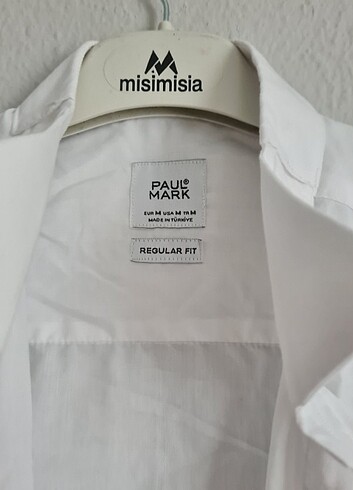 misimisia
PAUL®
MARK
EUR M USA M TR M
MADE IN TÜRKİYE
REGULAR FIT